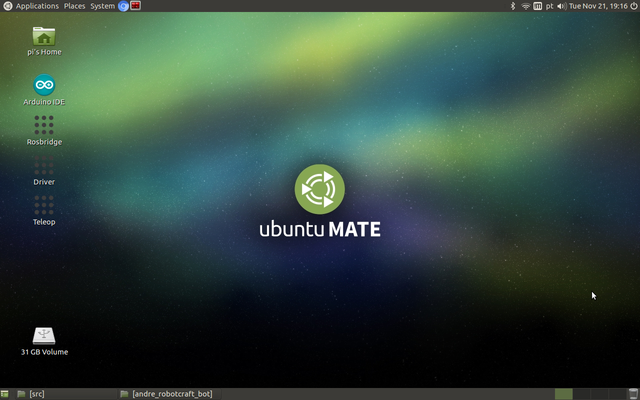 Applications Places System pt Tue Nov 21, 19:16
pi's Home
Arduino IDE
Rosbridge
Driver
Teleop
ubuntu MATE
31 GB Volume
[src] [andre_robotcraft_bot]